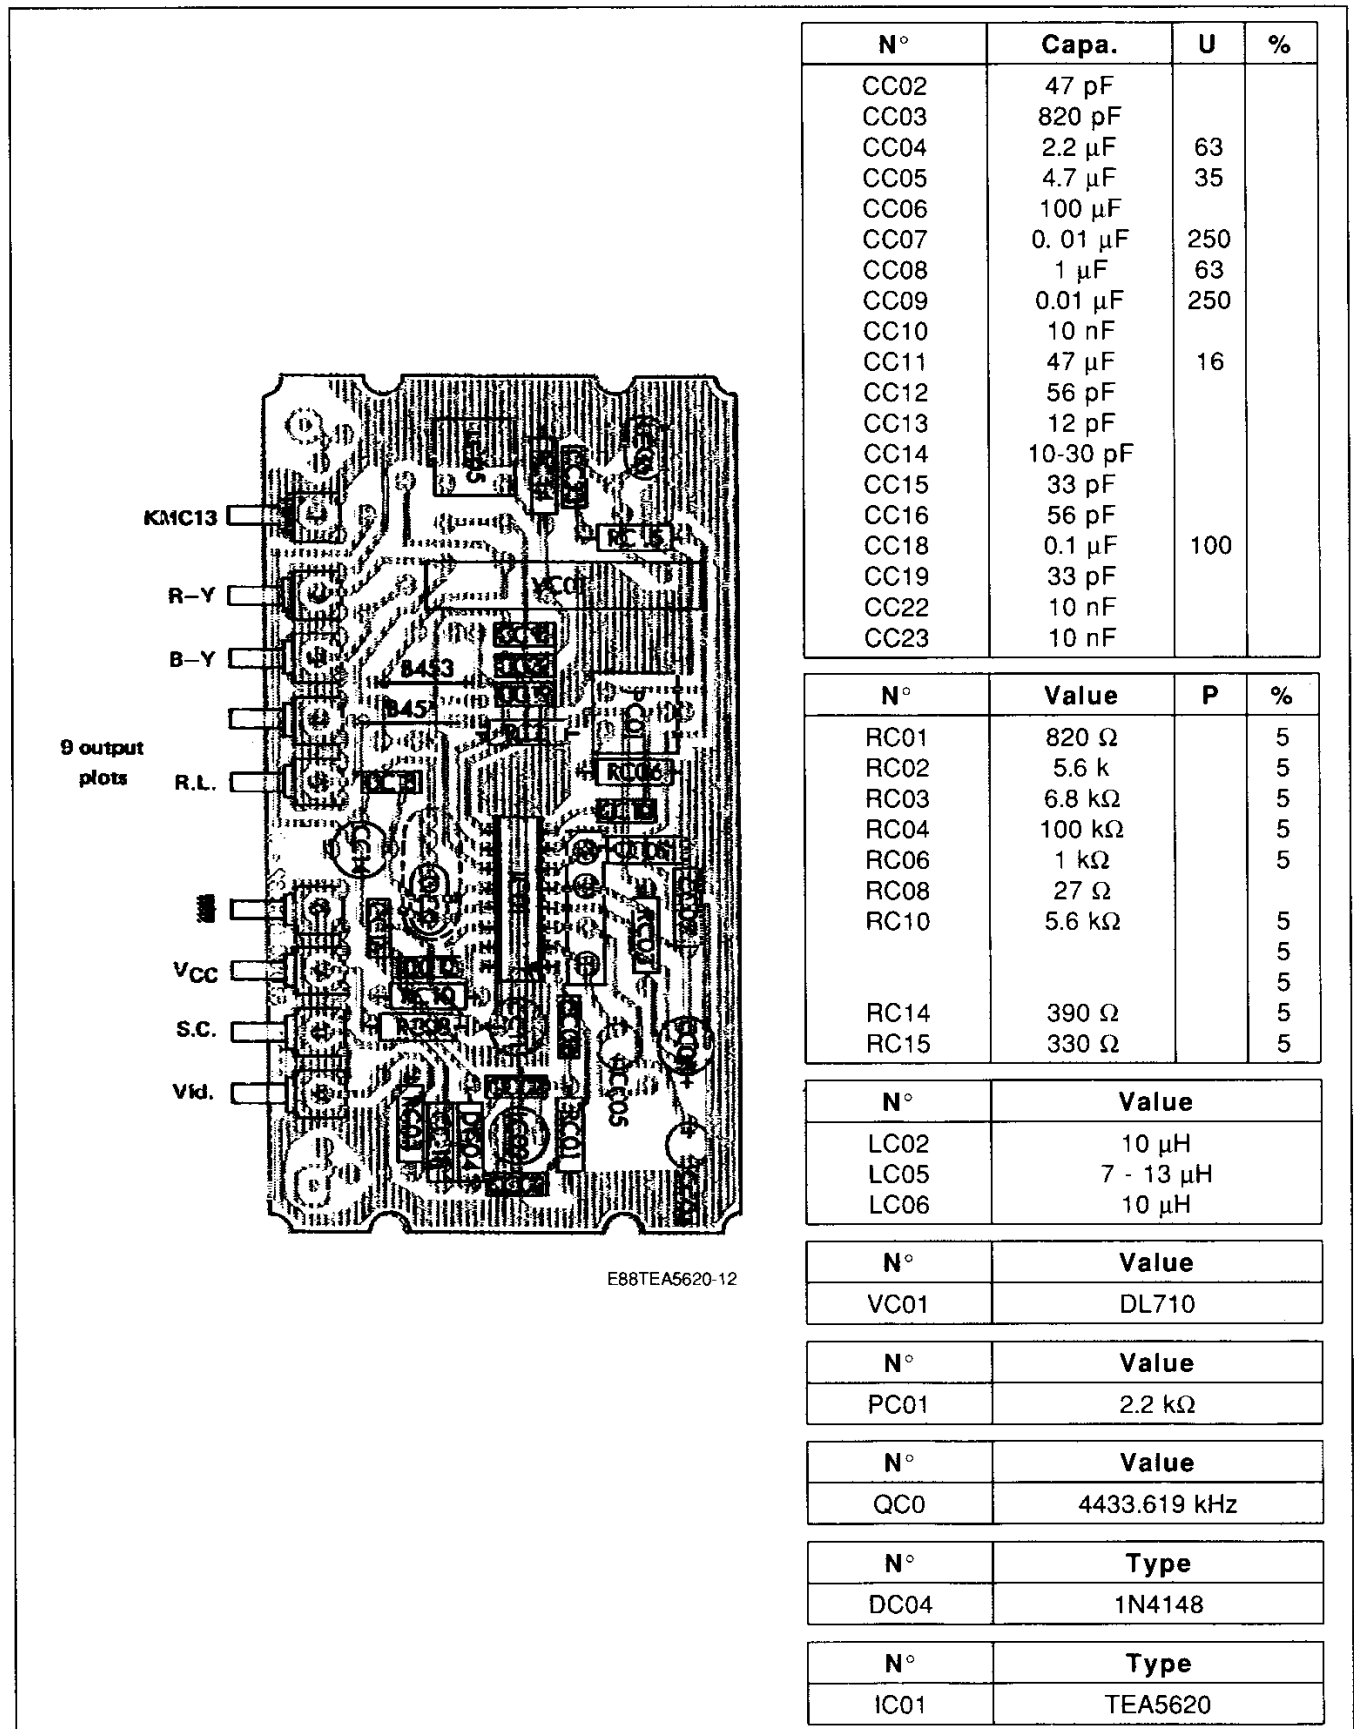 KMC13
R–Y
B–Y
9 output
plots
R.L.
VCC
S.C.
Vid.
RC15
VC01
B453
B45
PC01
RC06
IC01
RC10
RC08
CC05
RC01
E88TEA5620-12
N° Capa. U %
CC02 47 pF
CC03 820 pF
CC04 2.2 μF 63
CC05 4.7 μF 35
CC06 100 μF
CC07 0. 01 μF 250
CC08 1 μF 63
CC09 0.01 μF 250
CC10 10 nF
CC11 47 μF 16
CC12 56 pF
CC13 12 pF
CC14 10-30 pF
CC15 33 pF
CC16 56 pF
CC18 0.1 μF 100
CC19 33 pF
CC22 10 nF
CC23 10 nF
N° Value P %
RC01 820 Ω 5
RC02 5.6 k 5
RC03 6.8 kΩ 5
RC04 100 kΩ 5
RC06 1 kΩ 5
RC08 27 Ω
RC10 5.6 kΩ 5
5
5
RC14 390 Ω 5
RC15 330 Ω 5
N° Value
LC02 10 μH
LC05 7 - 13 μH
LC06 10 μH
N° Value
VC01 DL710
N° Value
PC01 2.2 kΩ
N° Value
QC0 4433.619 kHz
N° Type
DC04 1N4148
N° Type
IC01 TEA5620